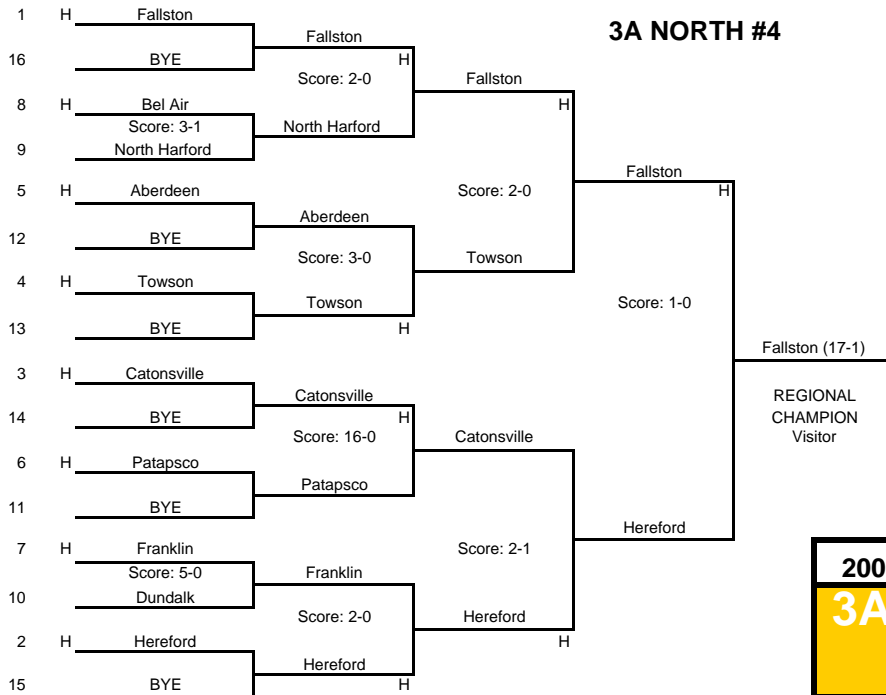 3A NORTH #4
1 H Fallston
Fallston
16 BYE
H
Score: 2-0
Fallston
8 H Bel Air
H
Score: 3-1
North Harford
9 North Harford
Fallston
5 H Aberdeen
Score: 2-0
H
Aberdeen
12 BYE
Score: 3-0
Towson
4 H Towson
Towson
Score: 1-0
13 BYE
H
Fallston (17-1)
3 H Catonsville
Catonsville
REGIONAL
CHAMPION
Visitor
14 BYE
H
Score: 16-0
Catonsville
6 H Patapsco
Patapsco
11 BYE
Hereford
7 H Franklin
Score: 2-1
Score: 5-0
Franklin
10 Dundalk
Score: 2-0
Hereford
2 H Hereford
H
Hereford
15 BYE
H
200
3A